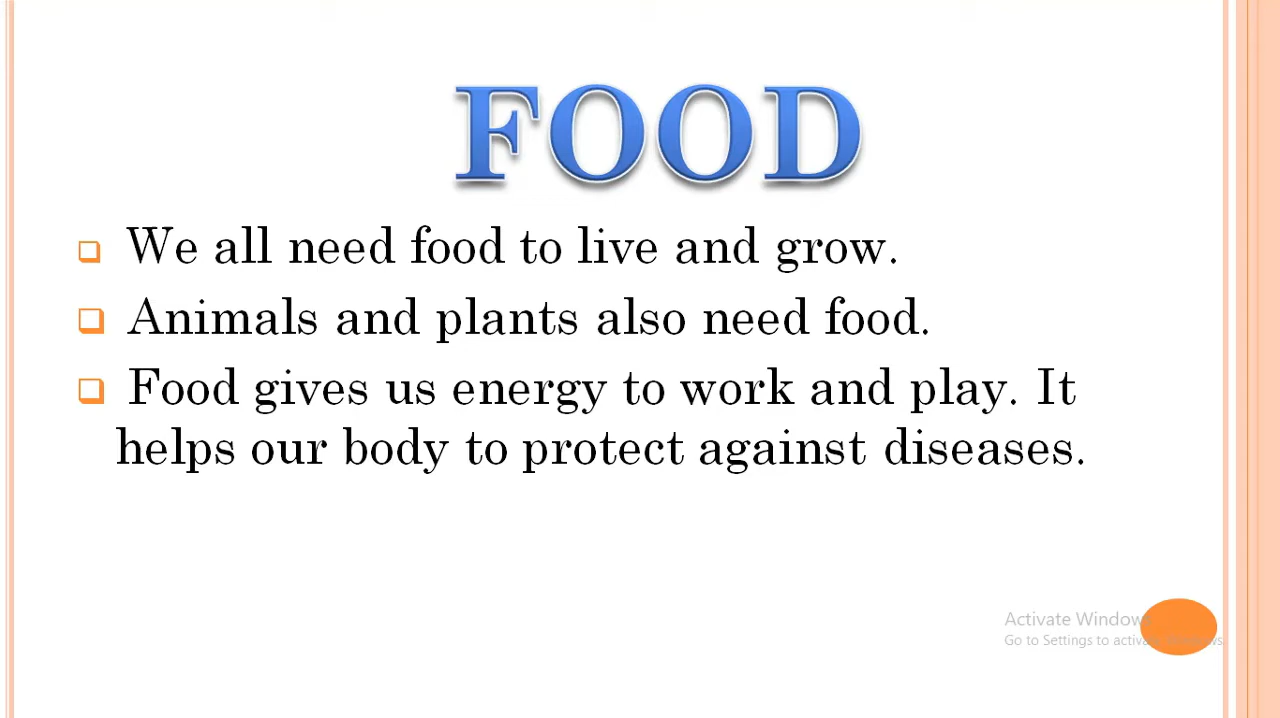 FOOD
We all need food to live and grow.
Animals and plants also need food.
Food gives us energy to work and play. It
helps our body to protect against diseases.
Activate Windows
Go to Settings to activate Windows.